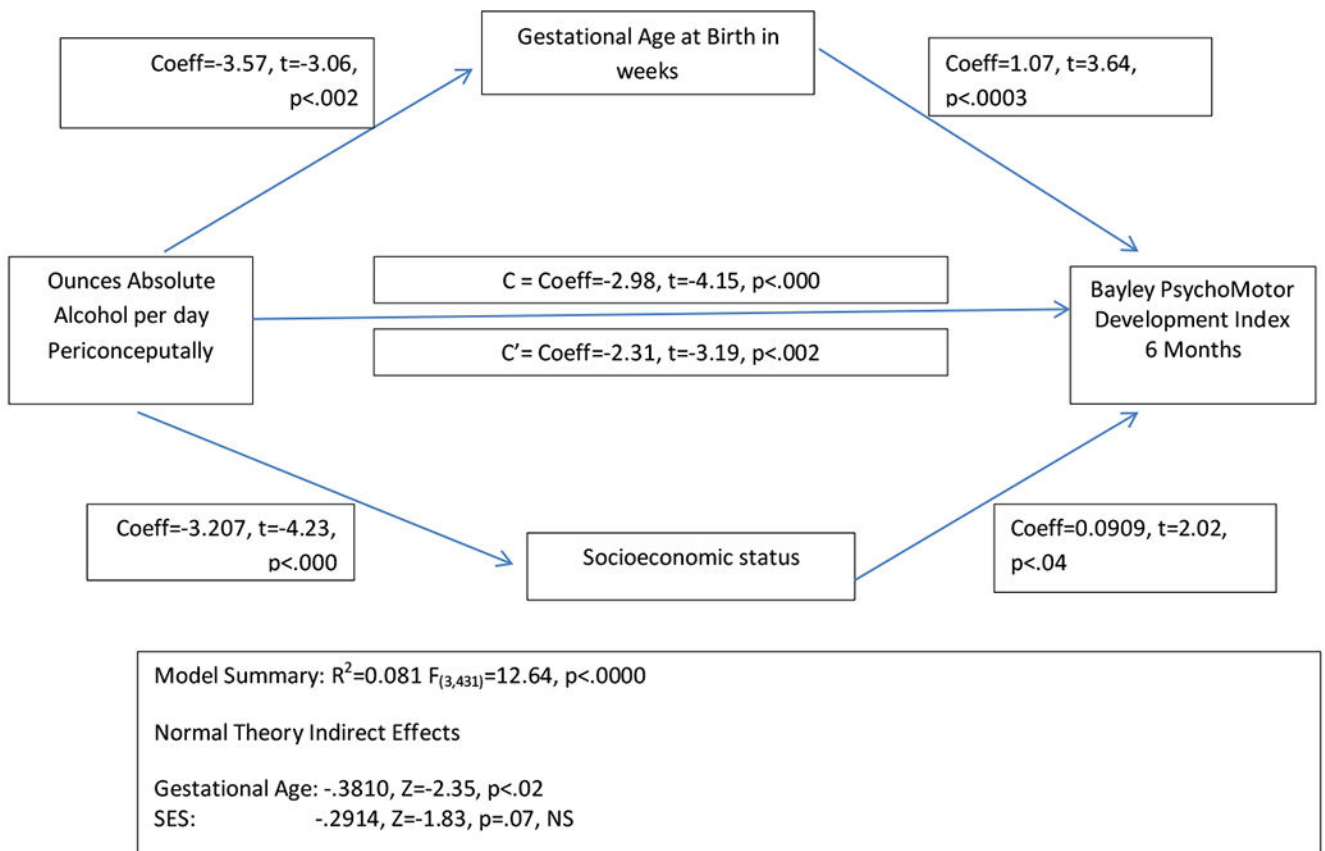 Coeff=-3.57, t=-3.06,
p<.002
Gestational Age at Birth in
weeks
Coeff=1.07, t=3.64,
p<.0003
Ounces Absolute
Alcohol per day
Periconceputally
C = Coeff=-2.98, t=-4.15, p<.000
C’= Coeff=-2.31, t=-3.19, p<.002
Bayley PsychoMotor
Development Index
6 Months
Coeff=-3.207, t=-4.23,
p<.000
Socioeconomic status
Coeff=0.0909, t=2.02,
p<.04
Model Summary: R²=0.081 F(3,431)=12.64, p<.0000
Normal Theory Indirect Effects
Gestational Age: -.3810, Z=-2.35, p<.02
SES: -.2914, Z=-1.83, p=.07, NS